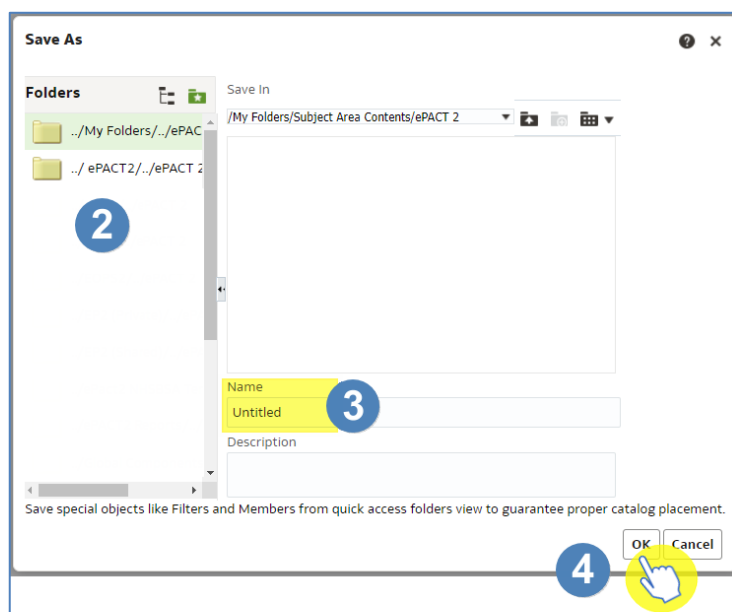 Save As
Folders
../My Folders/../ePAC
../ ePACT2/../ePACT 2
2
Save In
/My Folders/Subject Area Contents/ePACT 2
Name
Untitled
3
Description
Save special objects like Filters and Members from quick access folders view to guarantee proper catalog placement.
OK Cancel
4